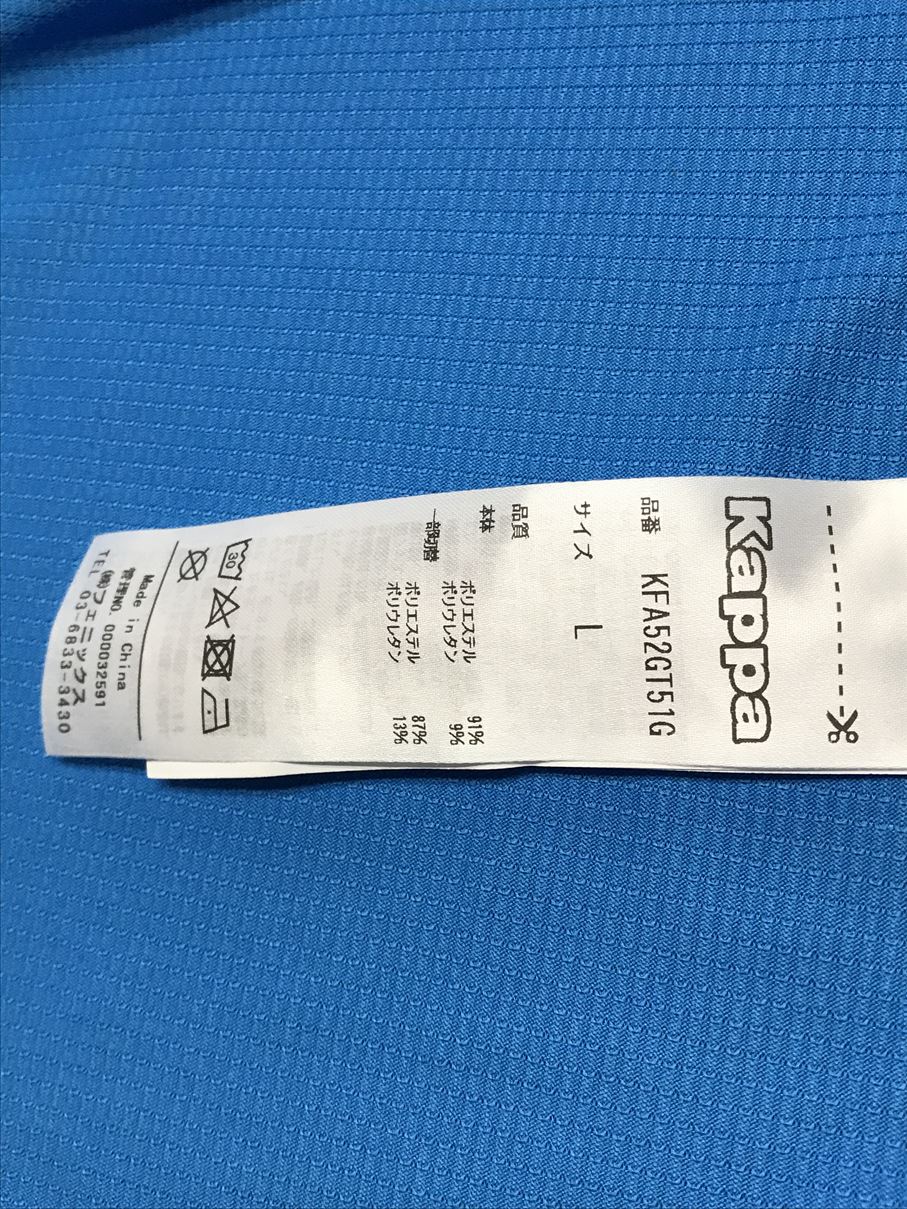 Kappa
品番 KFA52GT51G
サイズ L
品質
本体
ポリエステル 91%
ポリウレタン 9%
一部別布
ポリエステル 87%
ポリウレタン 13%
30
Made in China
管理NO. 000032591
(株)フェニックス
TEL 03-6833-3430